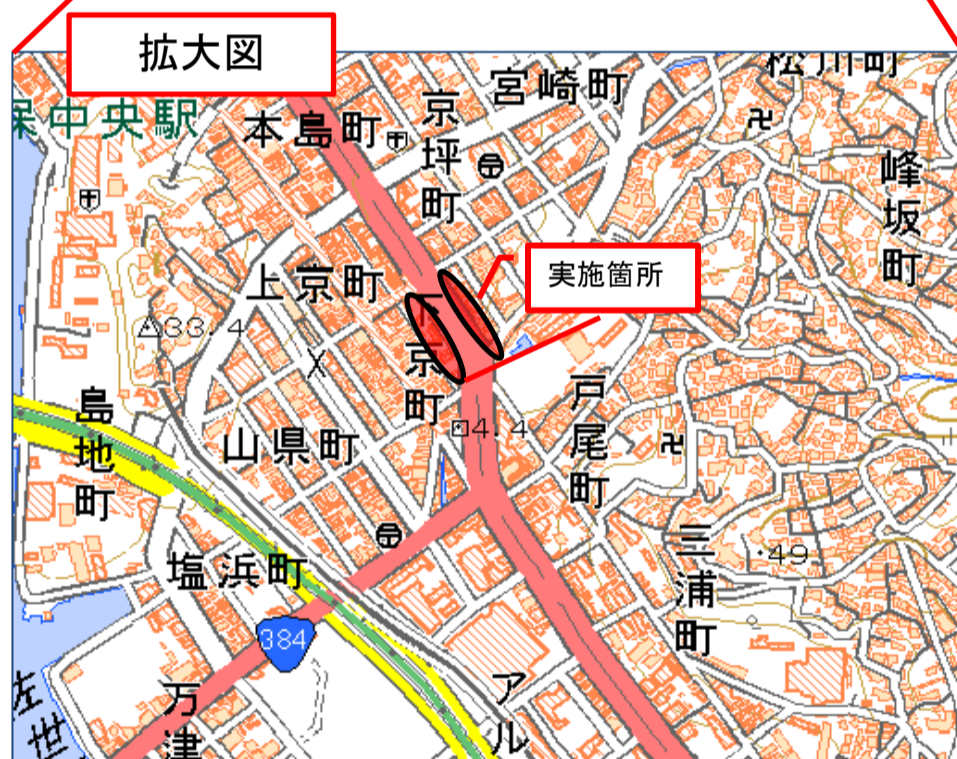 拡大図
宮崎町
松川町
保中央駅
本島町
京坪町
峰坂町
実施箇所
上京町
下京町
33.4
島地町
山県町
4.4
戸尾町
三浦町
49
塩浜町
384
万津
アル
佐世